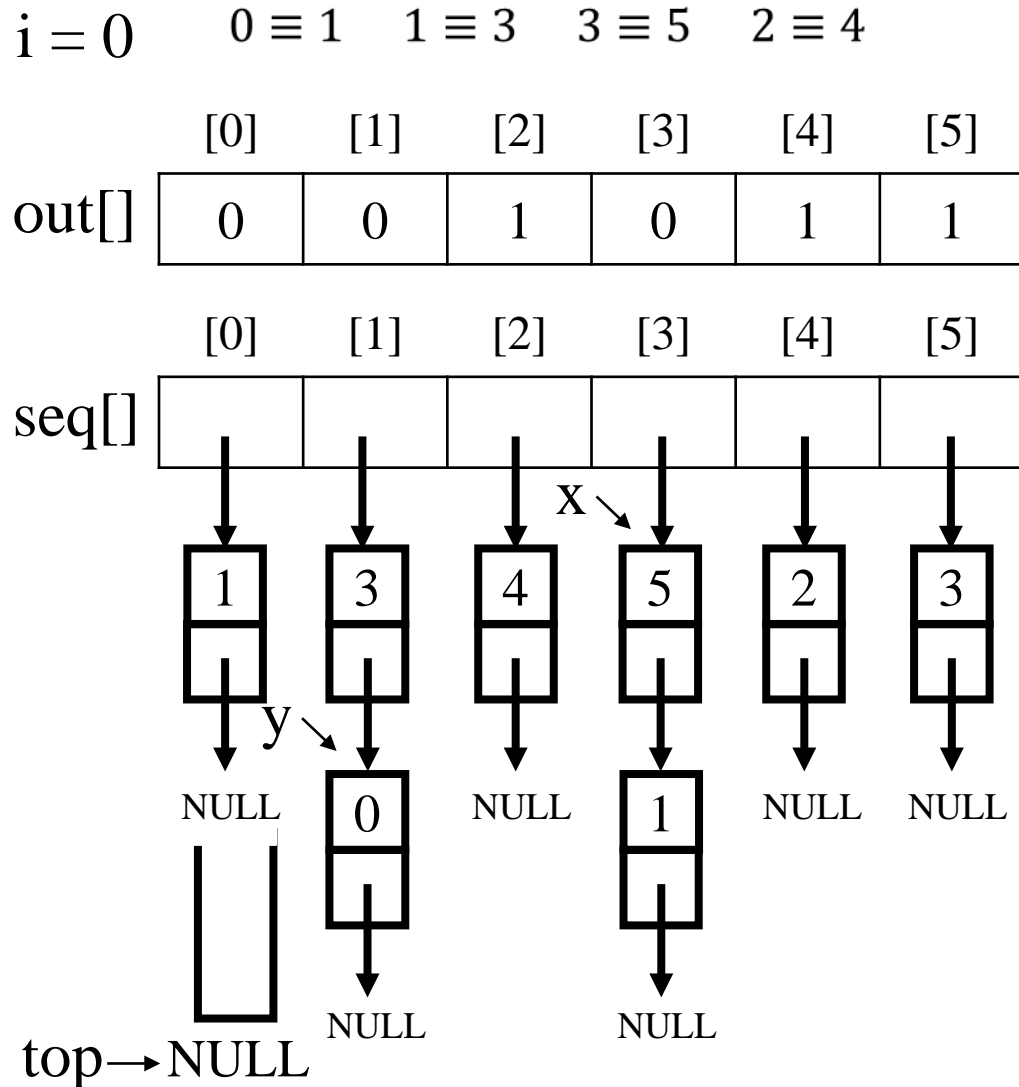 i = 0 0 ≡ 1 1 ≡ 3 3 ≡ 5 2 ≡ 4
[0] [1] [2] [3] [4] [5]
out[] 0 0 1 0 1 1
[0] [1] [2] [3] [4] [5]
seq[]
x
1 3 4 5 2 3
y
NULL 0 NULL 1 NULL NULL
NULL NULL
top NULL